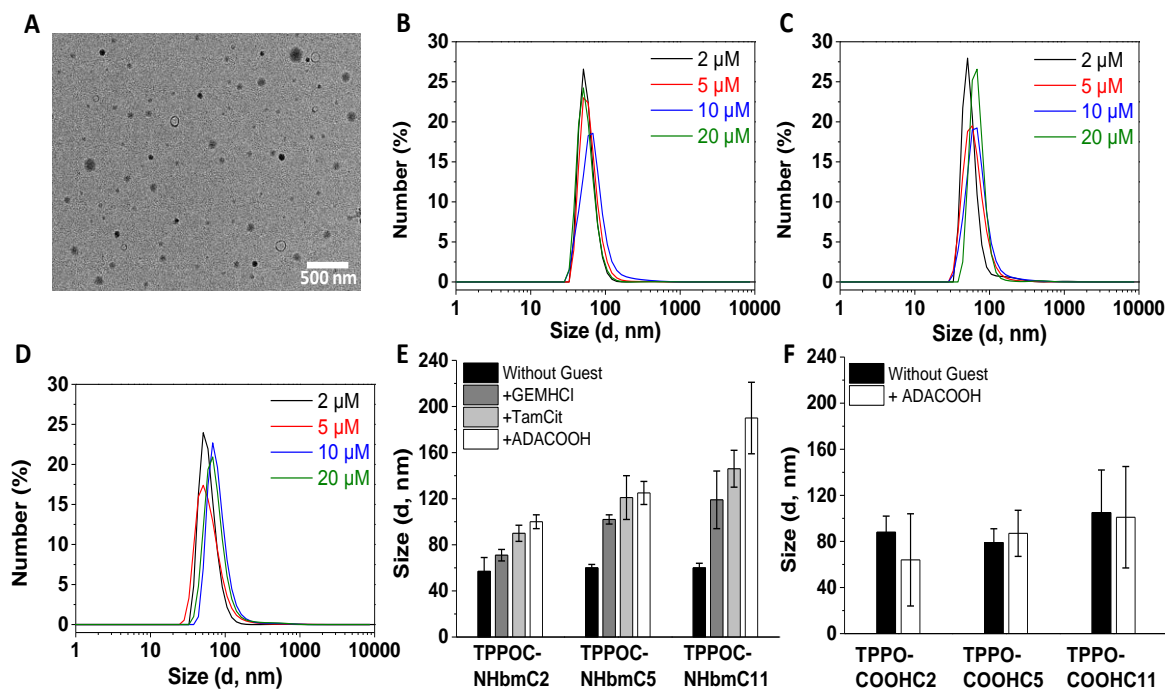 A
500 nm
B
30
25
20
15
10
5
0
Number (%)
2 µM
5 µM
10 µM
20 µM
1 10 100 1000 10000
Size (d, nm)
C
30
25
20
15
10
5
0
Number (%)
2 µM
5 µM
10 µM
20 µM
1 10 100 1000 10000
Size (d, nm)
D
30
25
20
15
10
5
0
Number (%)
2 µM
5 µM
10 µM
20 µM
1 10 100 1000 10000
Size (d, nm)
E
240
200
160
120
80
40
0
Size (d, nm)
Without Guest
+GEMHCl
+TamCit
+ADACOOH
TPPOC- TPPOC- TPPOC-
NHbmC2 NHbmC5 NHbmC11
F
240
200
160
120
80
40
0
Size (d, nm)
Without Guest
+ ADACOOH
TPPO- TPPO- TPPO-
COOHC2 COOHC5 COOHC11